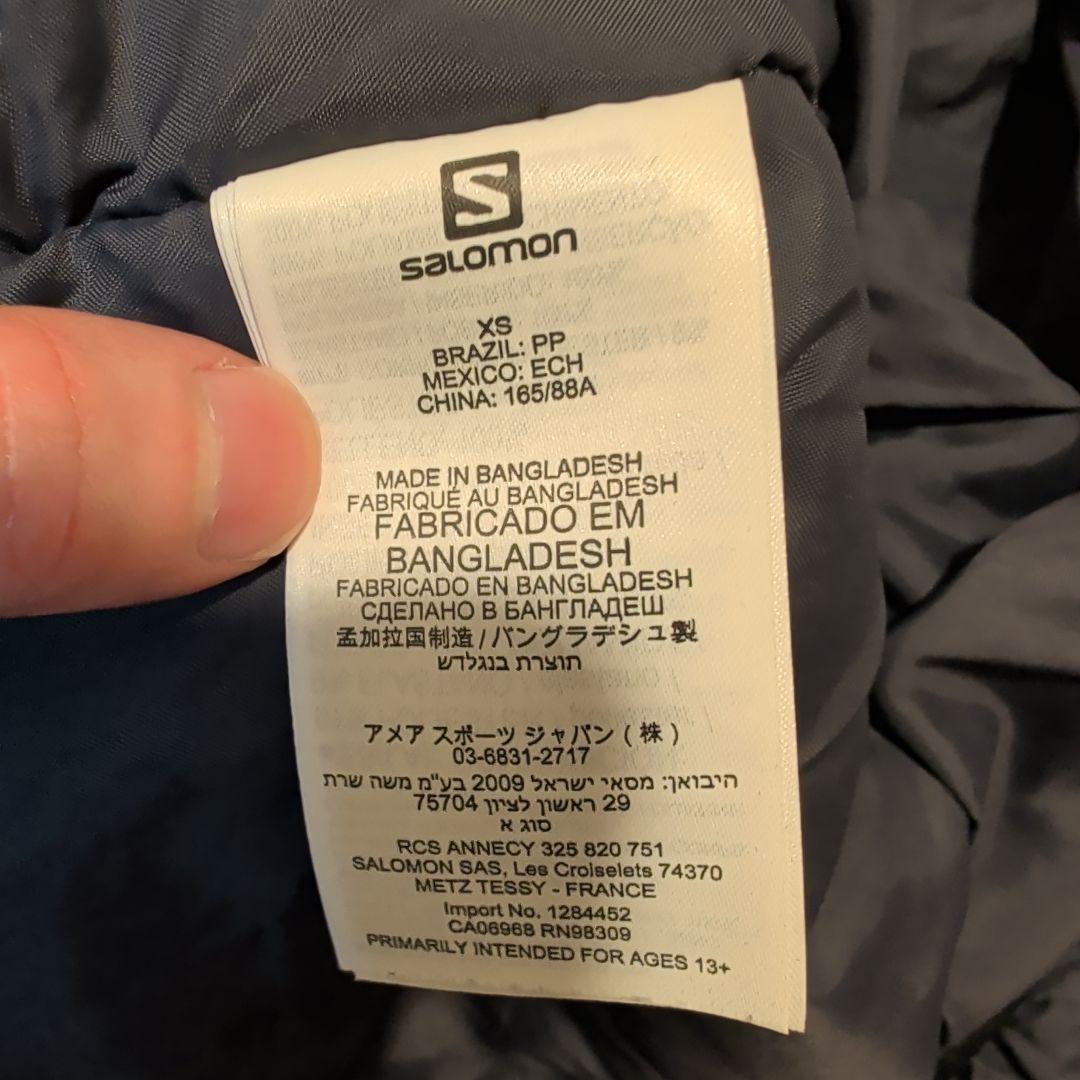 S
salomon
XS
BRAZIL: PP
MEXICO: ECH
CHINA: 165/88A
MADE IN BANGLADESH
FABRIQUÉ AU BANGLADESH
FABRICADO EM
BANGLADESH
FABRICADO EN BANGLADESH
СДЕЛАНО В БАНГЛАДЕШ
孟加拉国制造/バングラデシュ製
תוצרת בנגלדש
アメア スポーツ ジャパン ( 株 )
03-6831-2717
היבואן: מסאי ישראל 2009 בע"מ משה שרת
29 ראשון לציון 75704
סוג א
RCS ANNECY 325 820 751
SALOMON SAS, Les Croiselets 74370
METZ TESSY - FRANCE
Import No. 1284452
CA06968 RN98309
PRIMARILY INTENDED FOR AGES 13+